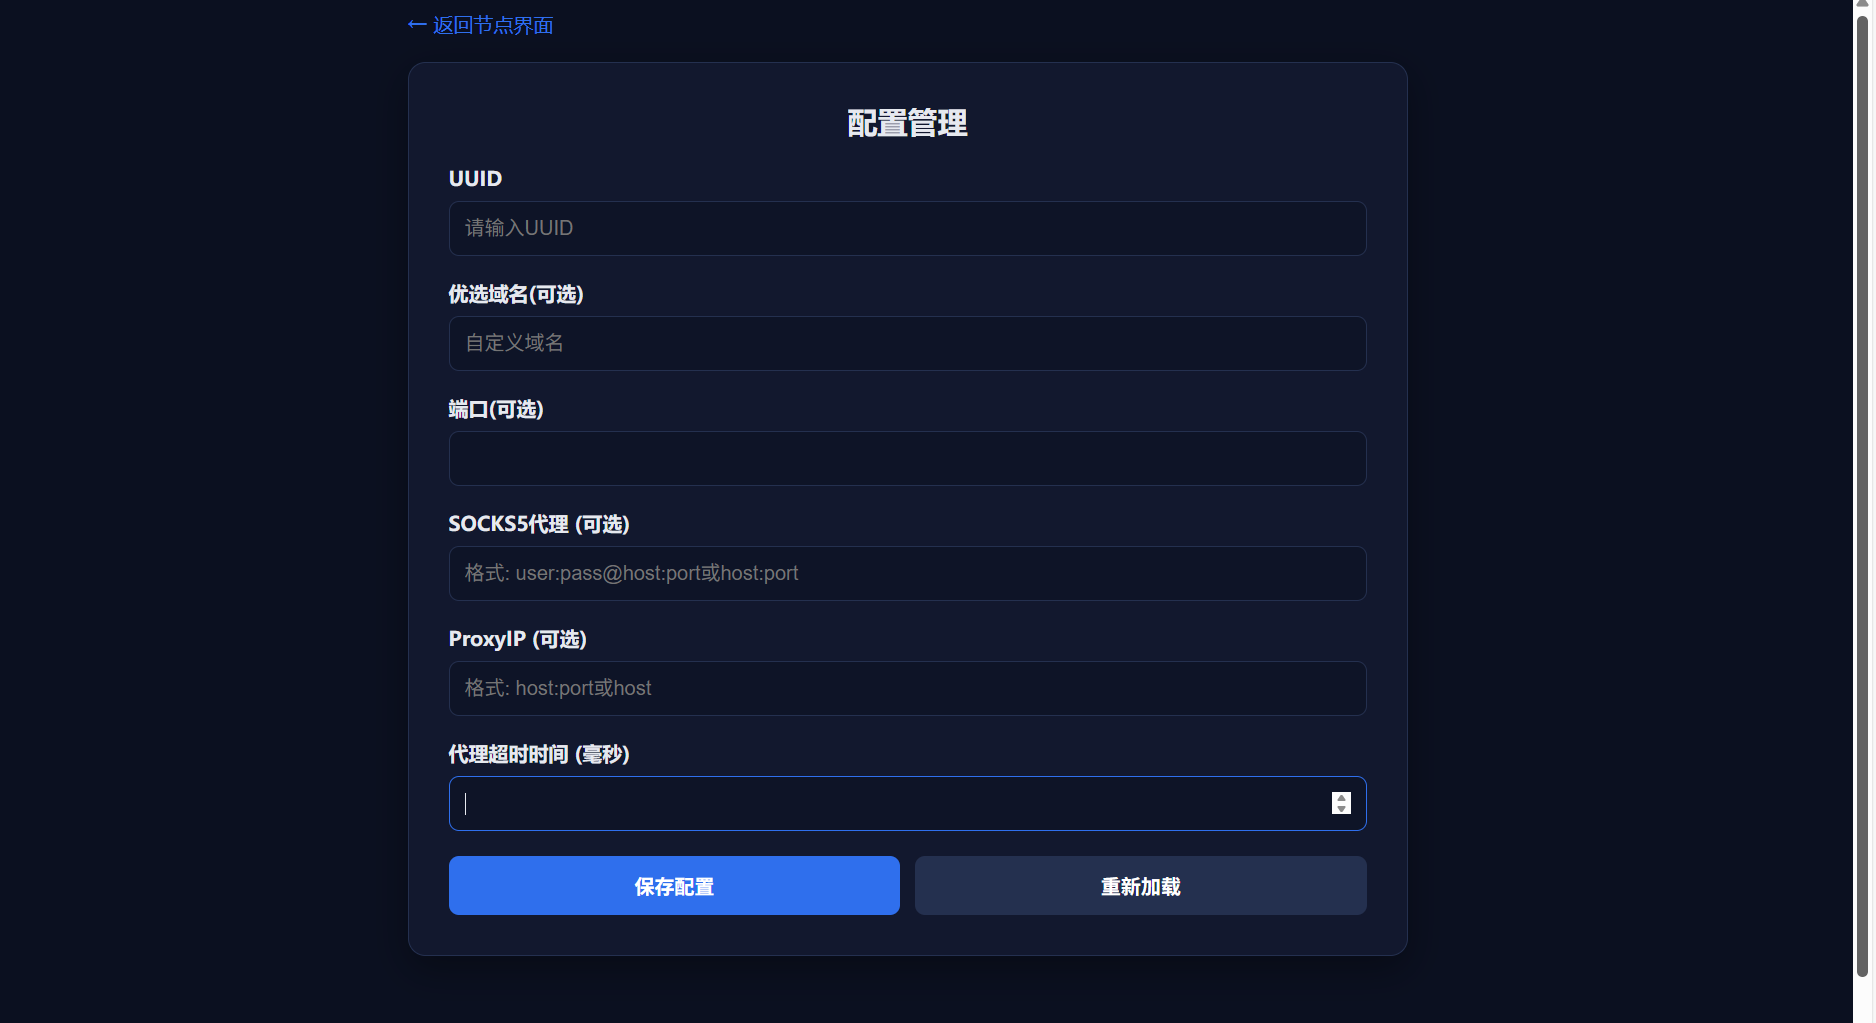 ← 返回节点界面
配置管理
UUID
请输入UUID
优选域名(可选)
自定义域名
端口(可选)
SOCKS5代理 (可选)
格式: user:pass@host:port或host:port
ProxyIP (可选)
格式: host:port或host
代理超时时间 (毫秒)
保存配置
重新加载